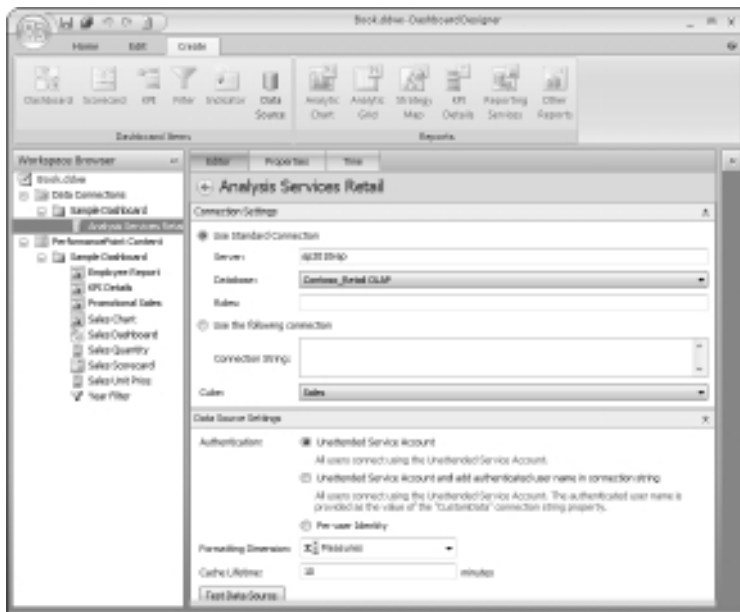 Book.ddwx - Dashboard Designer
Home Edit Create
Dashboard Scorecard KPI Filter Indicator Data Source
Analytic Chart Analytic Grid Strategy Map KPI Details Reporting Services Other Reports
Dashboard Items Reports
Workspace Browser
Book.ddwx
Data Connections
Sample Dashboard
Analysis Services Retai
PerformancePoint Content
Sample Dashboard
Employee Report
KPI Details
Promotional Sales
Sales Chart
Sales Dashboard
Sales Quantity
Sales Scorecard
Sales Unit Price
Year Filter
Editor Properties Time
Analysis Services Retail
Connection Settings
Use Standard Connection
Server:
Database: Contoso_Retail OLAP
Roles:
Use the following connection
Connection String:
Cube: Sales
Data Source Settings
Authentication: Unattended Service Account
All users connect using the Unattended Service Account.
Unattended Service Account and add authenticated user name in connection string
All users connect using the Unattended Service Account. The authenticated user name is
provided as the value of the "CustomData" connection string property.
Per-user Identity
Formatting Dimension: Measures
Cache Lifetime: 10 minutes
Test Data Source